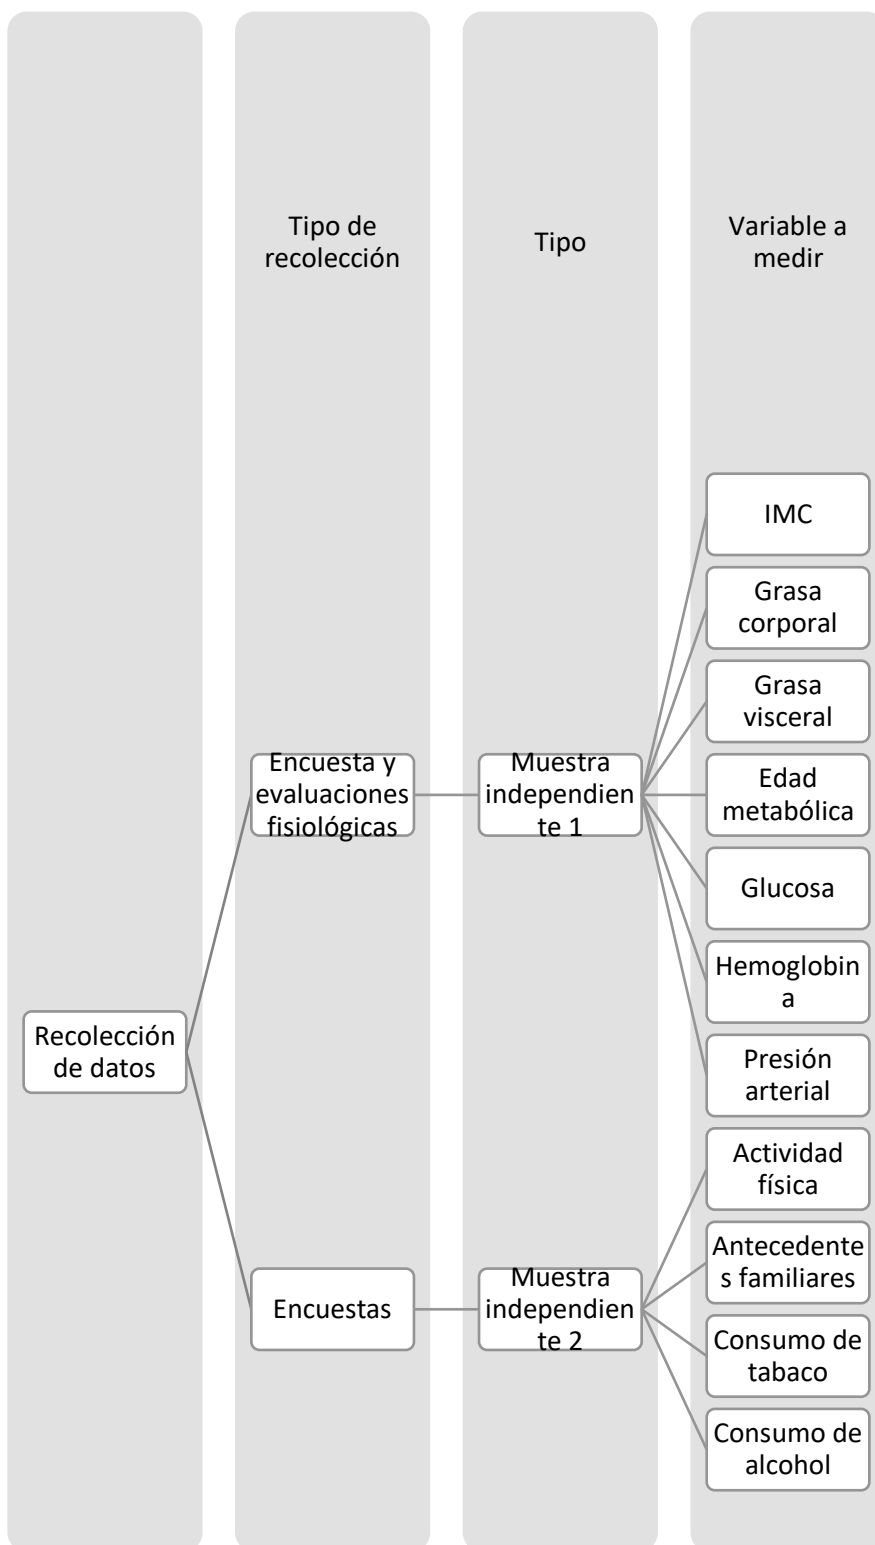 Tipo de
recolección
Tipo
Variable a
medir
IMC
Grasa
corporal
Grasa
visceral
Encuesta y
evaluaciones
fisiológicas
Muestra
independien
te 1
Edad
metabólica
Glucosa
Hemoglobin
a
Recolección
de datos
Presión
arterial
Actividad
física
Antecedente
s familiares
Encuestas
Muestra
independien
te 2
Consumo de
tabaco
Consumo de
alcohol